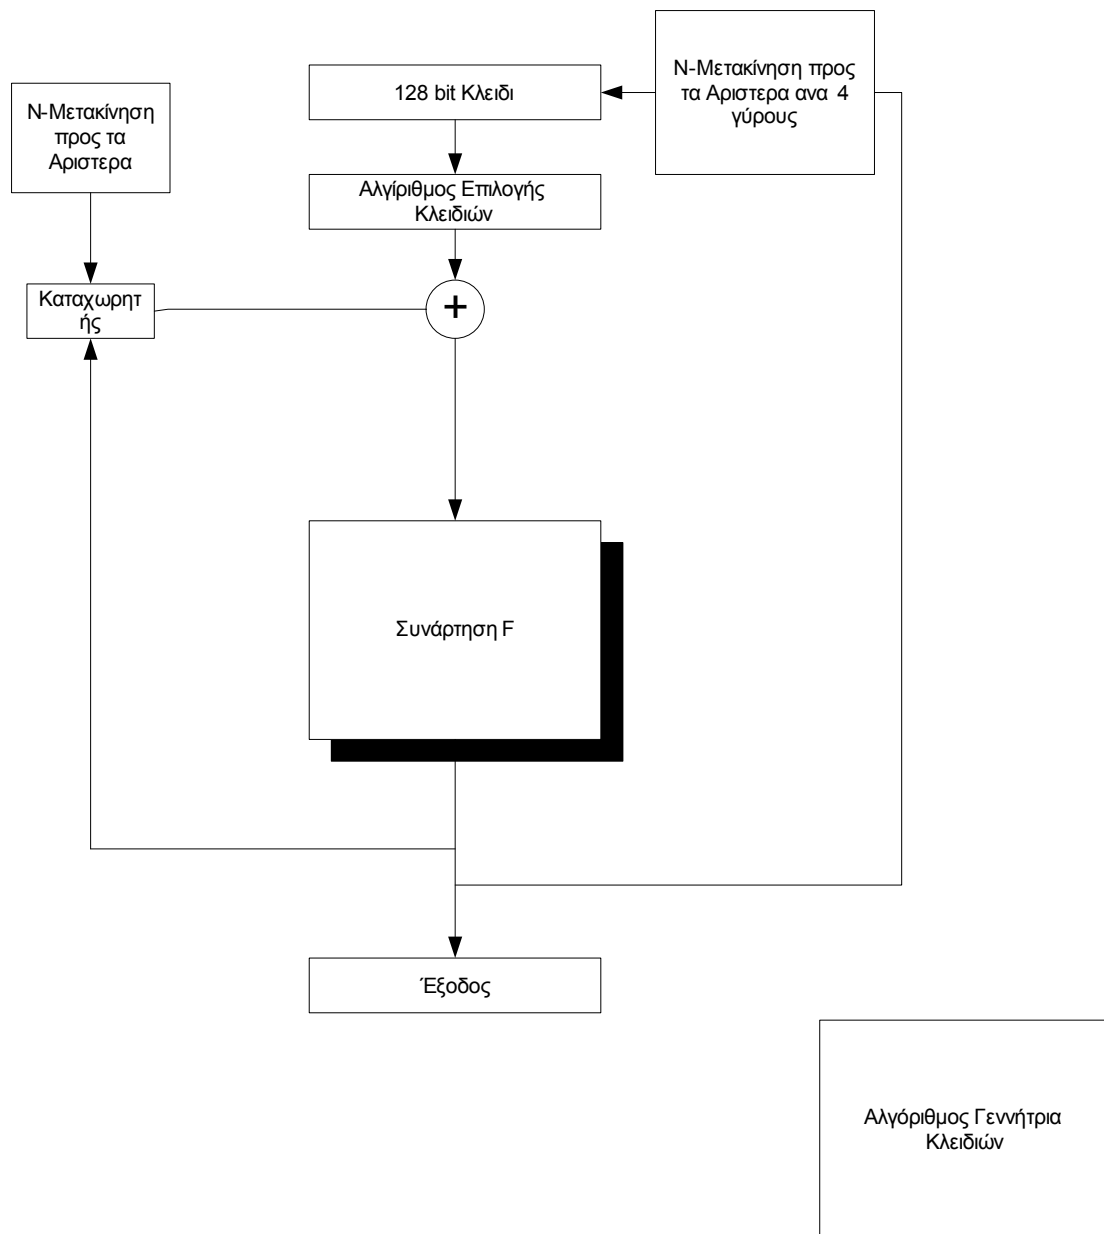 N-Μετακίνηση
προς τα
Αριστερα
128 bit Κλειδι
N-Μετακίνηση προς
τα Αριστερα ανα 4
γύρους
Αλγίριθμος Επιλογής
Κλειδιών
Καταχωρητ
ής
+
Συνάρτηση F
Έξοδος
Αλγόριθμος Γεννήτρια
Κλειδιών